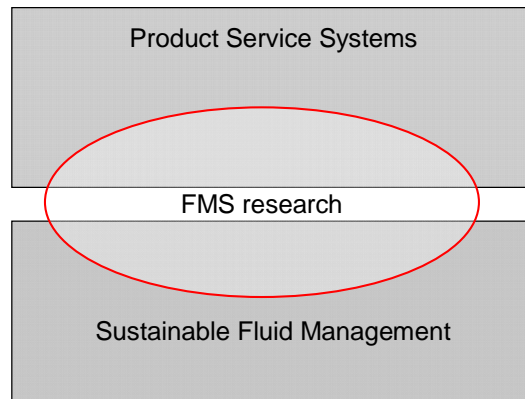 Product Service Systems
FMS research
Sustainable Fluid Management